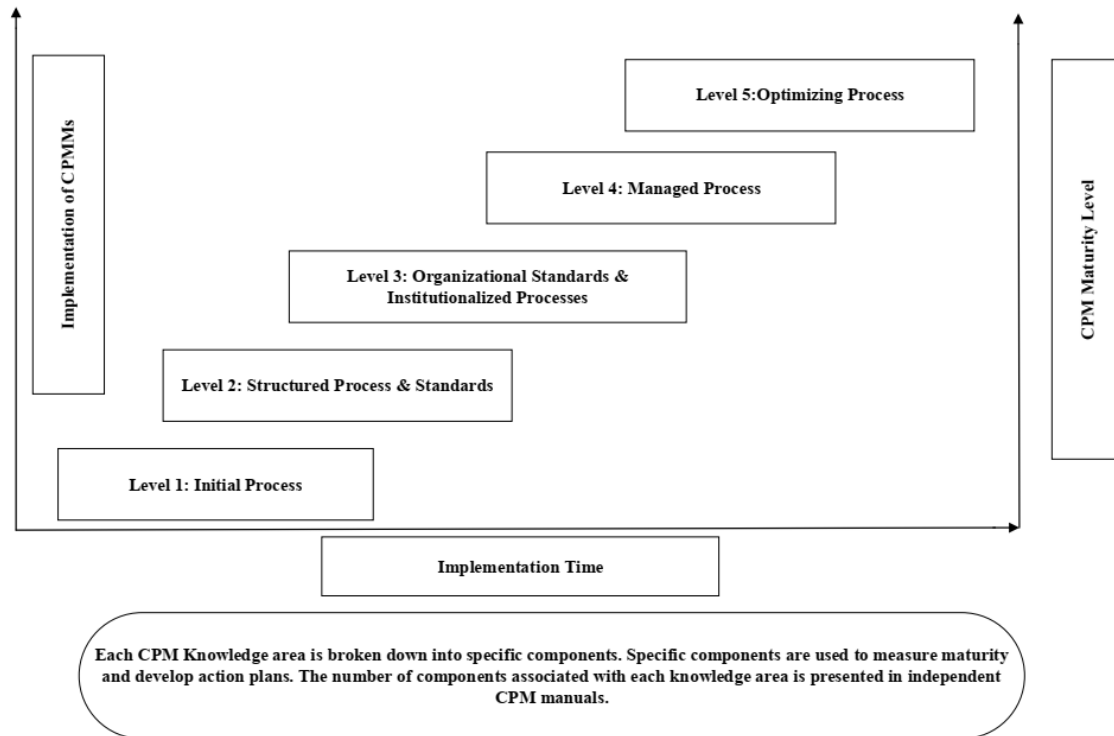 Implementation of CPMMs
Level 5:Optimizing Process
Level 4: Managed Process
Level 3: Organizational Standards &
Institutionalized Processes
Level 2: Structured Process & Standards
Level 1: Initial Process
CPM Maturity Level
Implementation Time
Each CPM Knowledge area is broken down into specific components. Specific components are used to measure maturity
and develop action plans. The number of components associated with each knowledge area is presented in independent
CPM manuals.